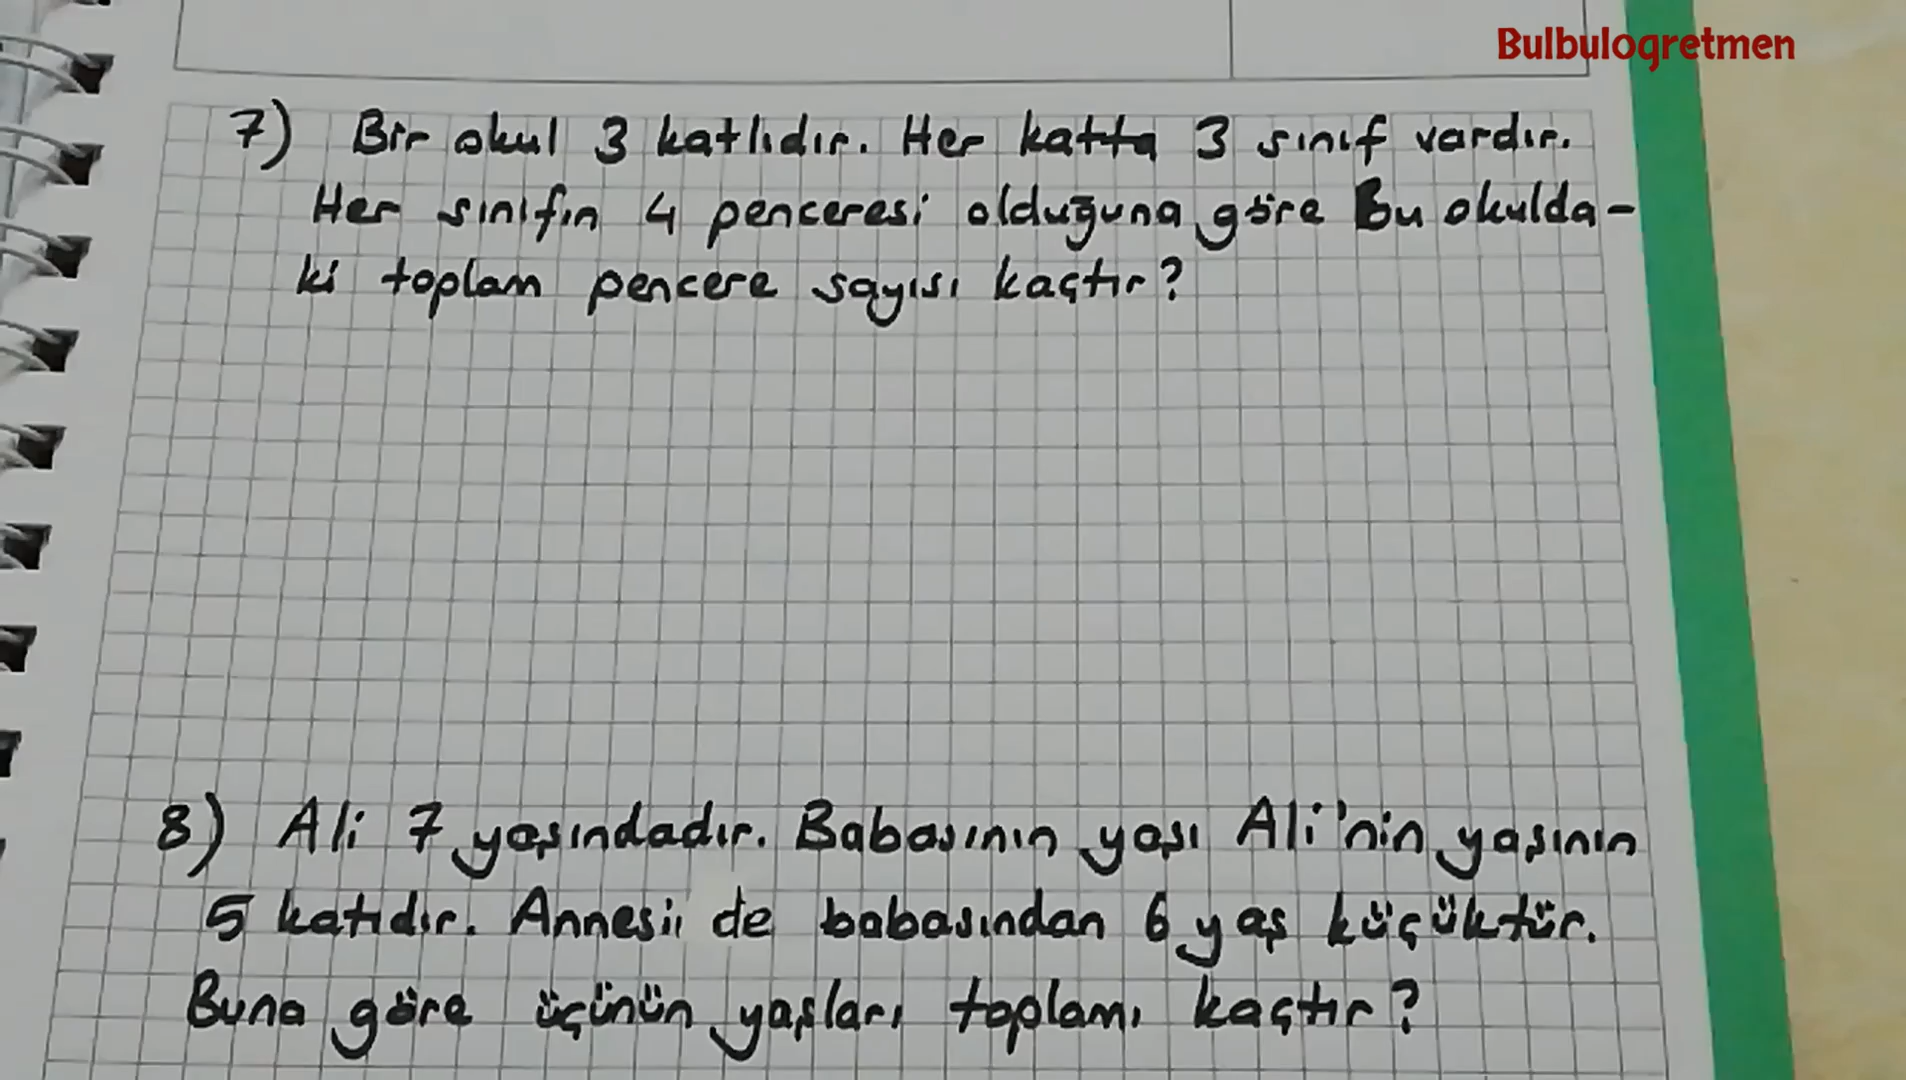 Bulbulogretmen
7) Bir okul 3 katlıdır. Her katta 3 sınıf vardır.
Her sınıfın 4 penceresi olduğuna göre Bu okulda-
ki toplam pencere sayısı kaçtır?
8) Ali 7 yaşındadır. Babasının yaşı Ali'nin yaşının
5 katıdır. Annesi de babasından 6 yaş küçüktür.
Buna göre üçünün yaşları toplamı kaçtır?